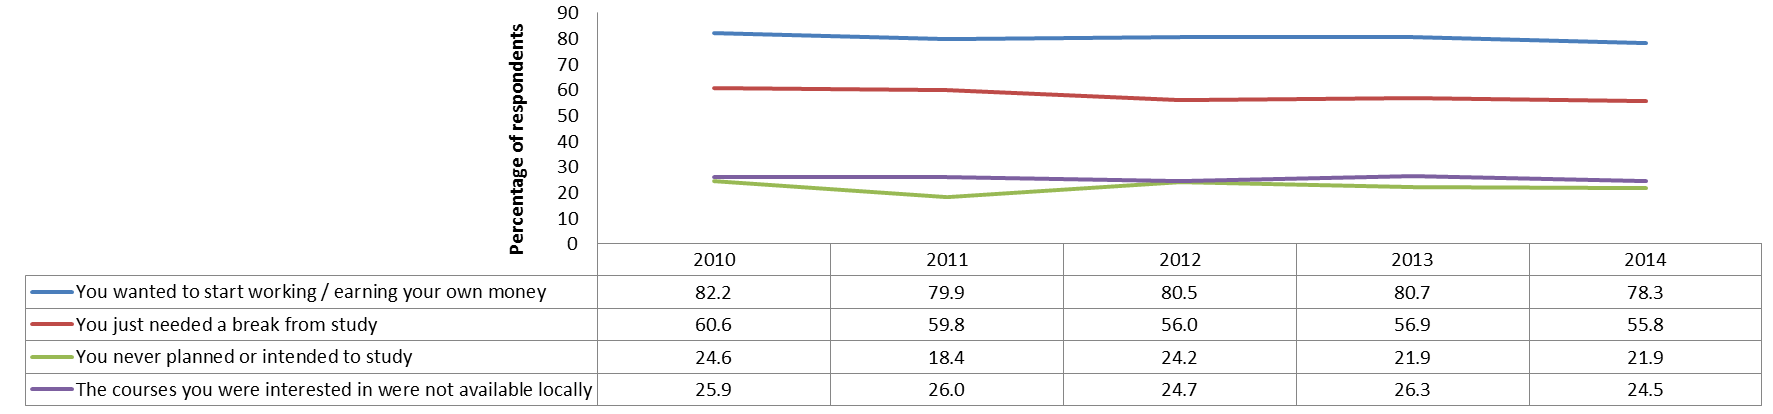 Percentage of respondents
90
80
70
60
50
40
30
20
10
0
2010 2011 2012 2013 2014
You wanted to start working / earning your own money 82.2 79.9 80.5 80.7 78.3
You just needed a break from study 60.6 59.8 56.0 56.9 55.8
You never planned or intended to study 24.6 18.4 24.2 21.9 21.9
The courses you were interested in were not available locally 25.9 26.0 24.7 26.3 24.5